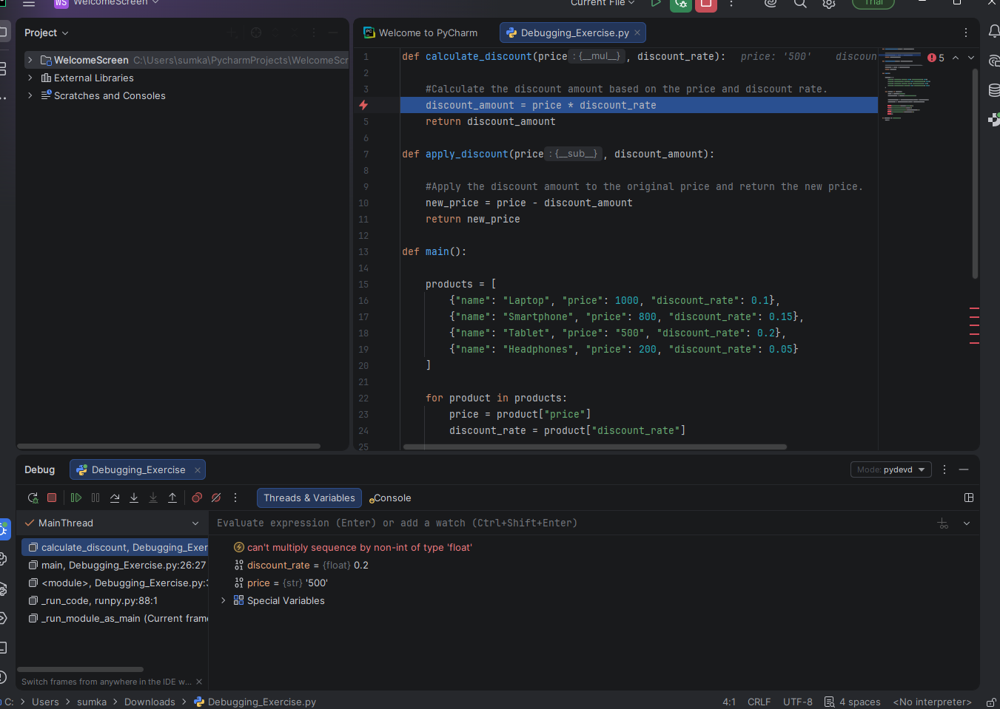 WS WelcomeScreen
Current File
Trial
Project
WelcomeScreen C:\Users\sumka\PycharmProjects\WelcomeScr
External Libraries
Scratches and Consoles
Welcome to PyCharm
Debugging_Exercise.py
5
1 def calculate_discount(price : {__mul__} , discount_rate): price: '500' discoun
2
3 #Calculate the discount amount based on the price and discount rate.
discount_amount = price * discount_rate
5 return discount_amount
6
7 def apply_discount(price : {__sub__} , discount_amount):
8
9 #Apply the discount amount to the original price and return the new price.
10 new_price = price - discount_amount
11 return new_price
12
13 def main():
14
15 products = [
16 {"name": "Laptop", "price": 1000, "discount_rate": 0.1},
17 {"name": "Smartphone", "price": 800, "discount_rate": 0.15},
18 {"name": "Tablet", "price": "500", "discount_rate": 0.2},
19 {"name": "Headphones", "price": 200, "discount_rate": 0.05}
20 ]
21
22 for product in products:
23 price = product["price"]
24 discount_rate = product["discount_rate"]
25
Debug
Debugging_Exercise
Mode: pydevd
Threads & Variables
Console
MainThread
Evaluate expression (Enter) or add a watch (Ctrl+Shift+Enter)
calculate_discount, Debugging_Exer
main, Debugging_Exercise.py:26:27
<module>, Debugging_Exercise.py:3
_run_code, runpy.py:88:1
_run_module_as_main (Current frame
can't multiply sequence by non-int of type 'float'
discount_rate = {float} 0.2
price = {str} '500'
Special Variables
Switch frames from anywhere in the IDE w...
C: > Users > sumka > Downloads > Debugging_Exercise.py
4:1 CRLF UTF-8 4 spaces <No interpreter>